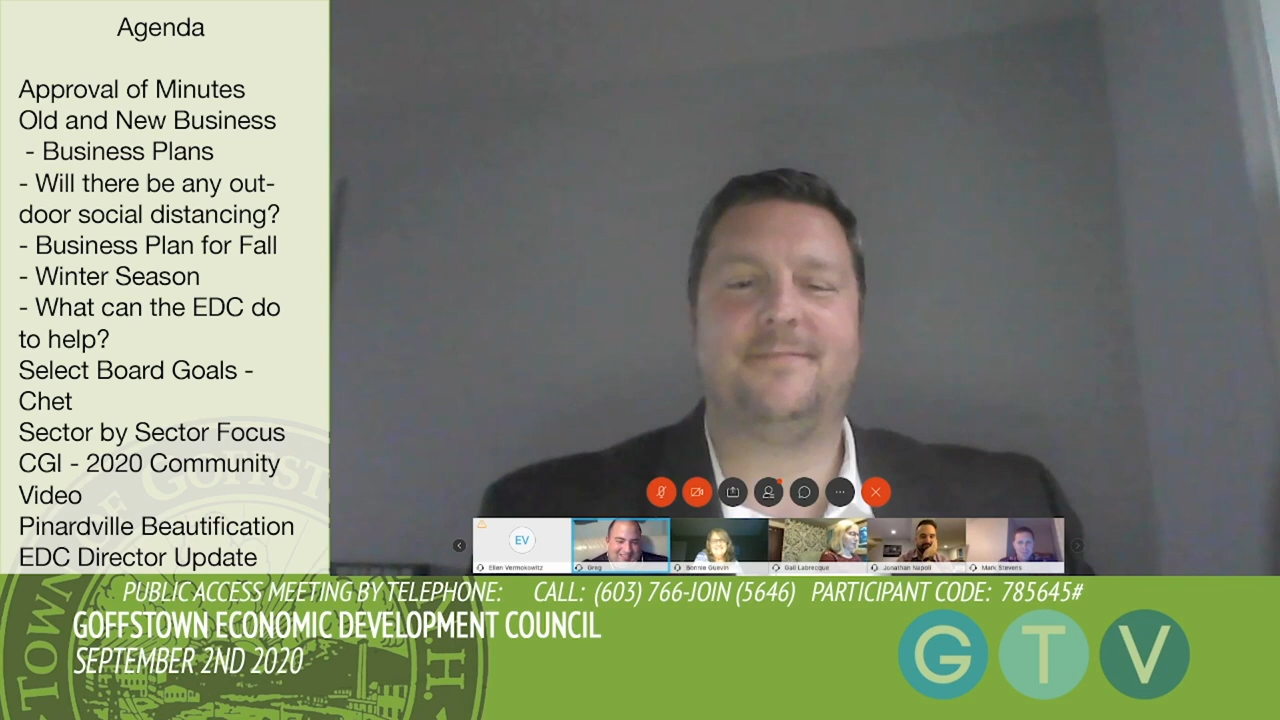 Agenda
Approval of Minutes
Old and New Business
- Business Plans
- Will there be any out-
door social distancing?
- Business Plan for Fall
- Winter Season
- What can the EDC do
to help?
Select Board Goals -
Chet
Sector by Sector Focus
CGI - 2020 Community
Video
Pinardville Beautification
EDC Director Update
EV
Ellen Vermokowitz
Greg
Bonnie Guevin
Gail Labrecque
Jonathan Napoli
Mark Stevens
PUBLIC ACCESS MEETING BY TELEPHONE: CALL: (603) 766-JOIN (5646) PARTICIPANT CODE: 785645#
GOFFSTOWN ECONOMIC DEVELOPMENT COUNCIL
SEPTEMBER 2ND 2020
G T V
TOWN
GOFFST
N.H.